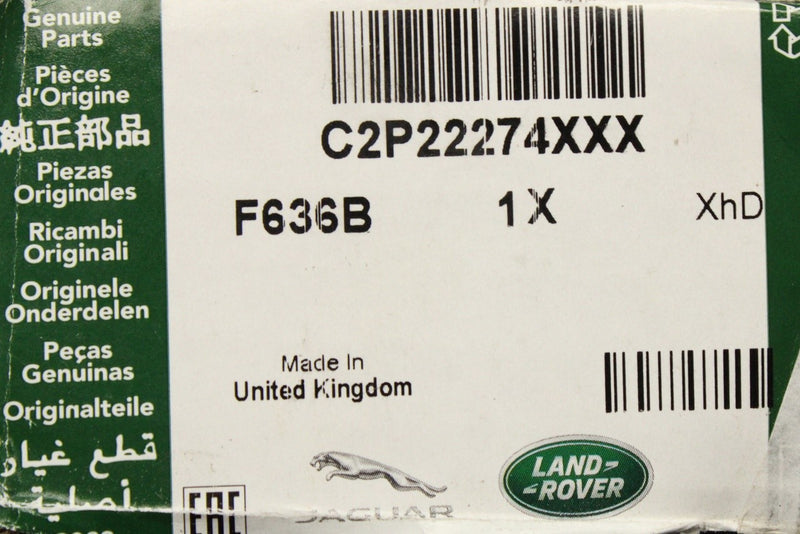 Genuine
Parts
Pièces
d'Origine
純正部品
Piezas
Originales
Ricambi
Originali
Originele
Onderdelen
Peças
Genuinas
Originalteile
قطع غيار
أصلية
C2P22274XXX
F636B
1X
XhD
Made In
United Kingdom
EAC
JAGUAR
LAND-
-ROVER